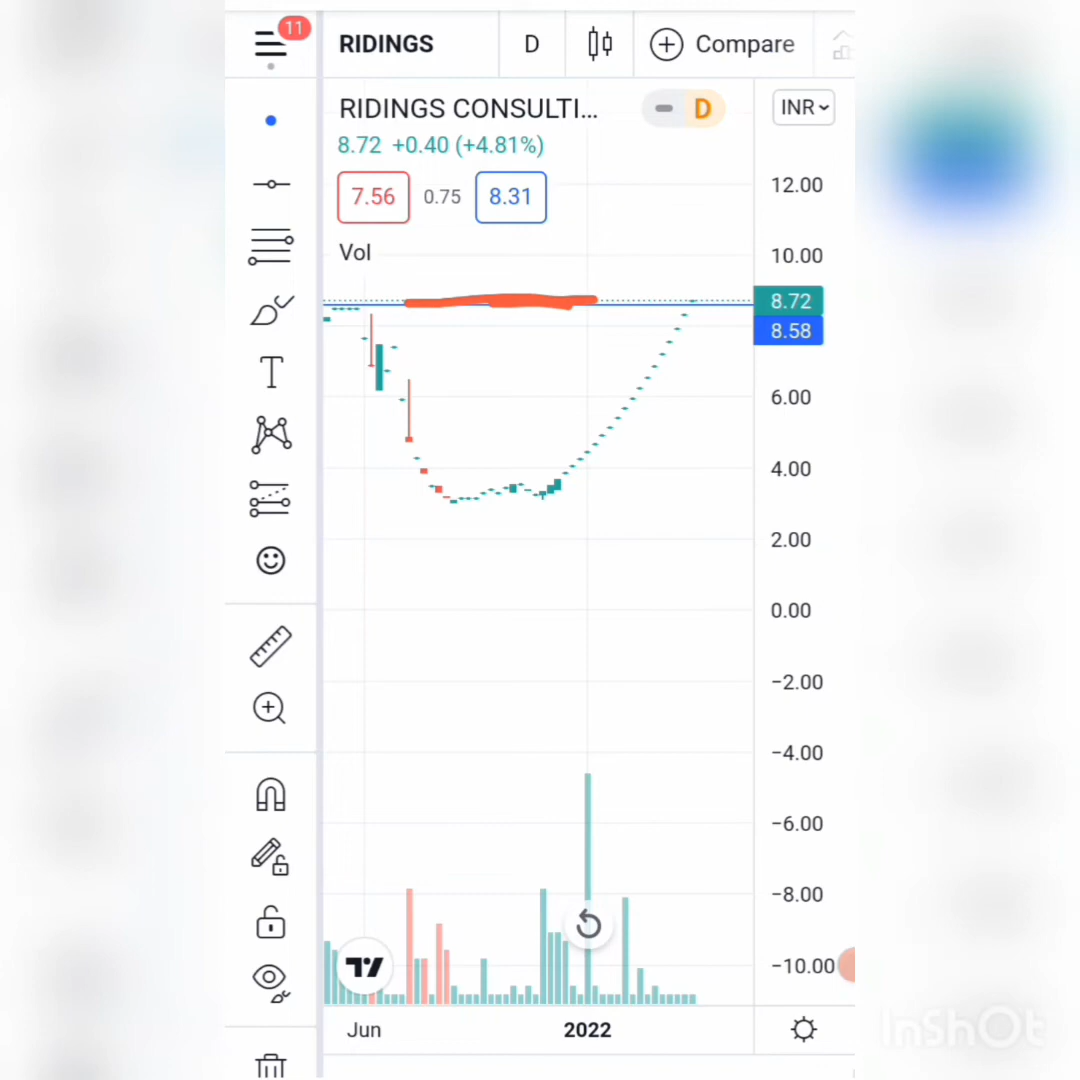 11
RIDINGS D Compare
RIDINGS CONSULTI... D INR
8.72 +0.40 (+4.81%)
7.56 0.75 8.31
Vol
12.00
10.00
8.72
8.58
6.00
4.00
2.00
0.00
−2.00
−4.00
−6.00
−8.00
−10.00
Jun 2022
InShOt